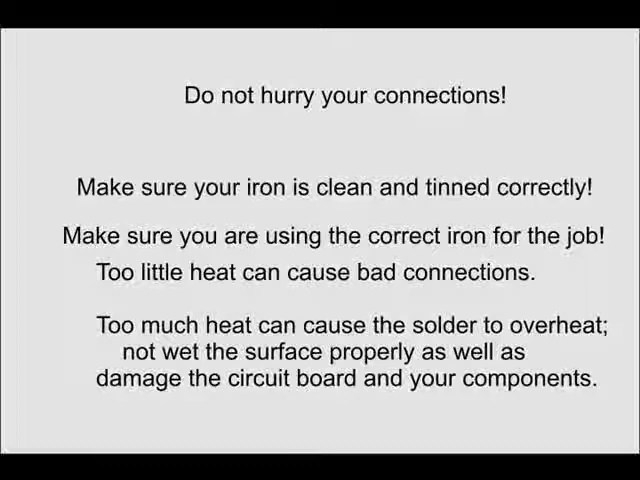 Do not hurry your connections!
Make sure your iron is clean and tinned correctly!
Make sure you are using the correct iron for the job!
Too little heat can cause bad connections.
Too much heat can cause the solder to overheat;
not wet the surface properly as well as
damage the circuit board and your components.